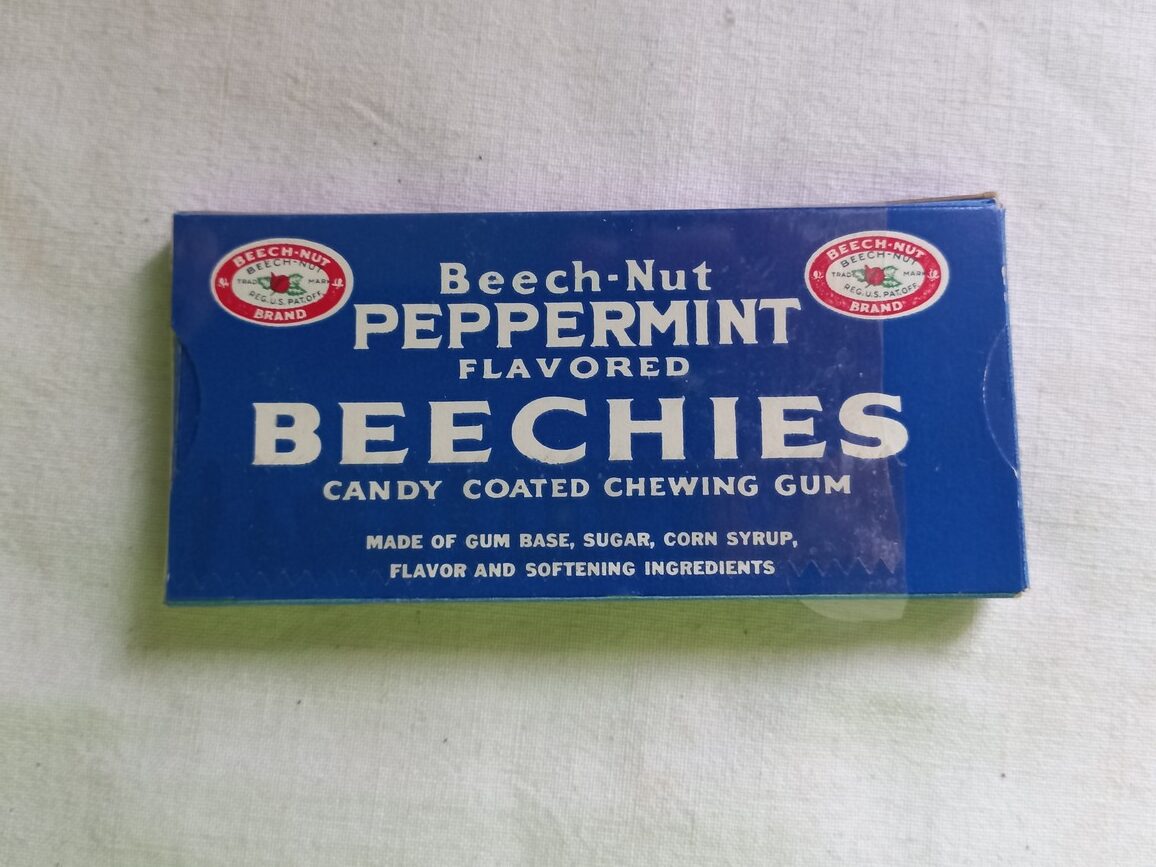 BEECH-NUT
BEECH-NUT
TRADE MARK
REG. U.S. PAT. OFF.
BRAND
Beech-Nut
PEPPERMINT
FLAVORED
BEECHIES
CANDY COATED CHEWING GUM
MADE OF GUM BASE, SUGAR, CORN SYRUP,
FLAVOR AND SOFTENING INGREDIENTS
BEECH-NUT
BEECH-NUT
TRADE MARK
REG. U.S. PAT. OFF.
BRAND